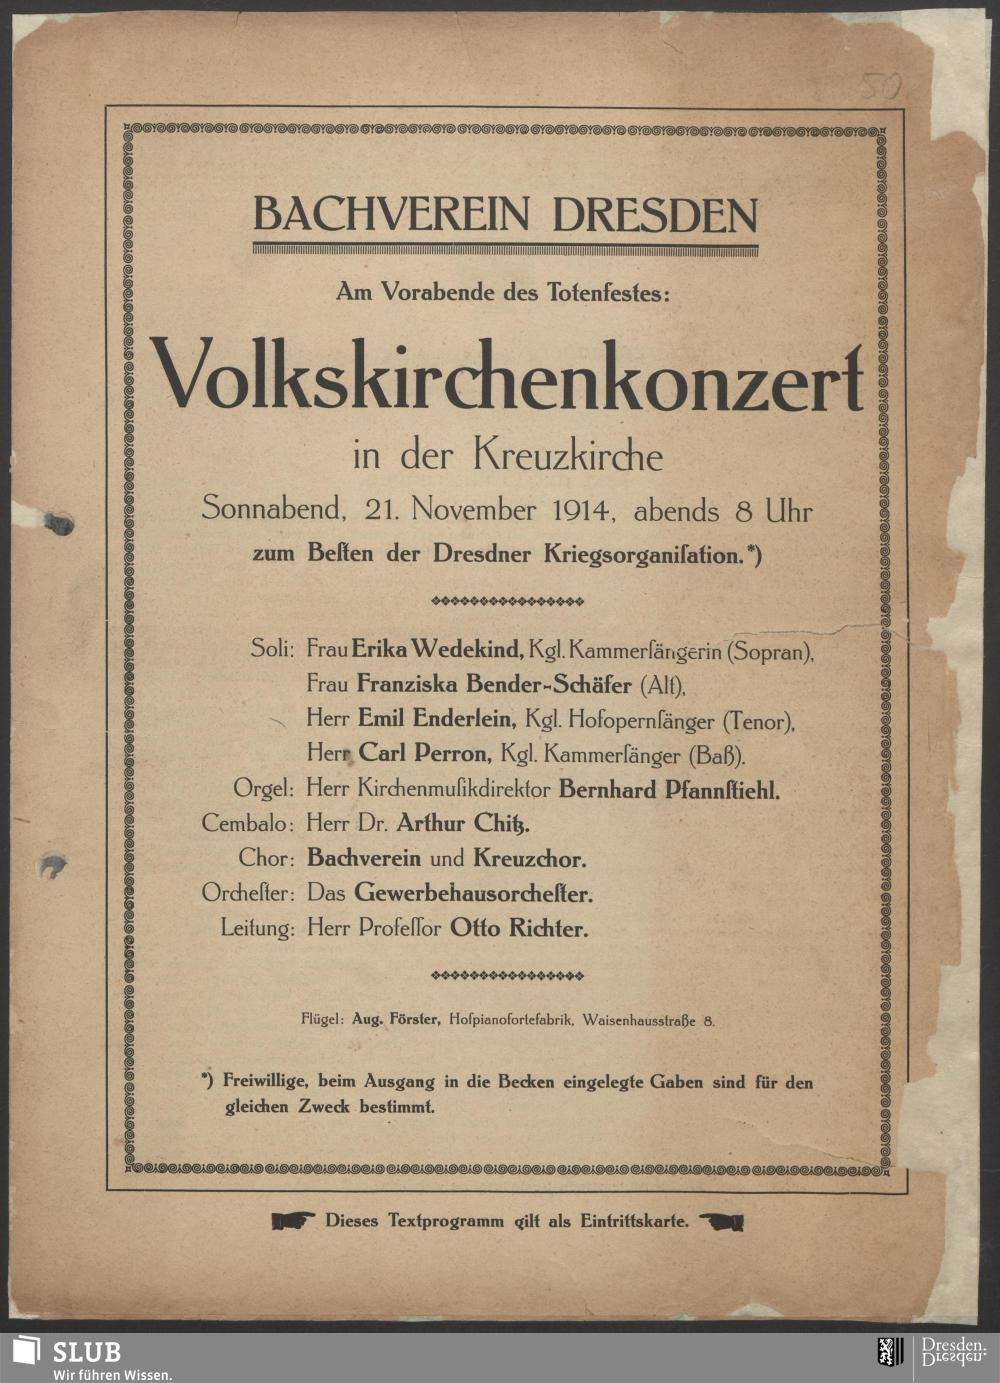 50
BACHVEREIN DRESDEN
Am Vorabende des Totenfestes:
Volkskirchenkonzert
in der Kreuzkirche
Sonnabend, 21. November 1914, abends 8 Uhr
zum Beſten der Dresdner Kriegsorganiſation.*)
Soli: Frau Erika Wedekind, Kgl. Kammerſängerin (Sopran),
Frau Franziska Bender-Schäfer (Alt),
Herr Emil Enderlein, Kgl. Hofopernſänger (Tenor),
Herr Carl Perron, Kgl. Kammerſänger (Baß).
Orgel: Herr Kirchenmuſikdirektor Bernhard Pfannſtiehl.
Cembalo: Herr Dr. Arthur Chitz.
Chor: Bachverein und Kreuzchor.
Orcheſter: Das Gewerbehausorcheſter.
Leitung: Herr Profeſſor Otto Richter.
Flügel: Aug. Förster, Hofpianofortefabrik, Waisenhausstraße 8.
*) Freiwillige, beim Ausgang in die Becken eingelegte Gaben sind für den
gleichen Zweck bestimmt.
Dieses Textprogramm gilt als Eintrittskarte.
SLUB
Wir führen Wissen.
Dresden.
Dresden.